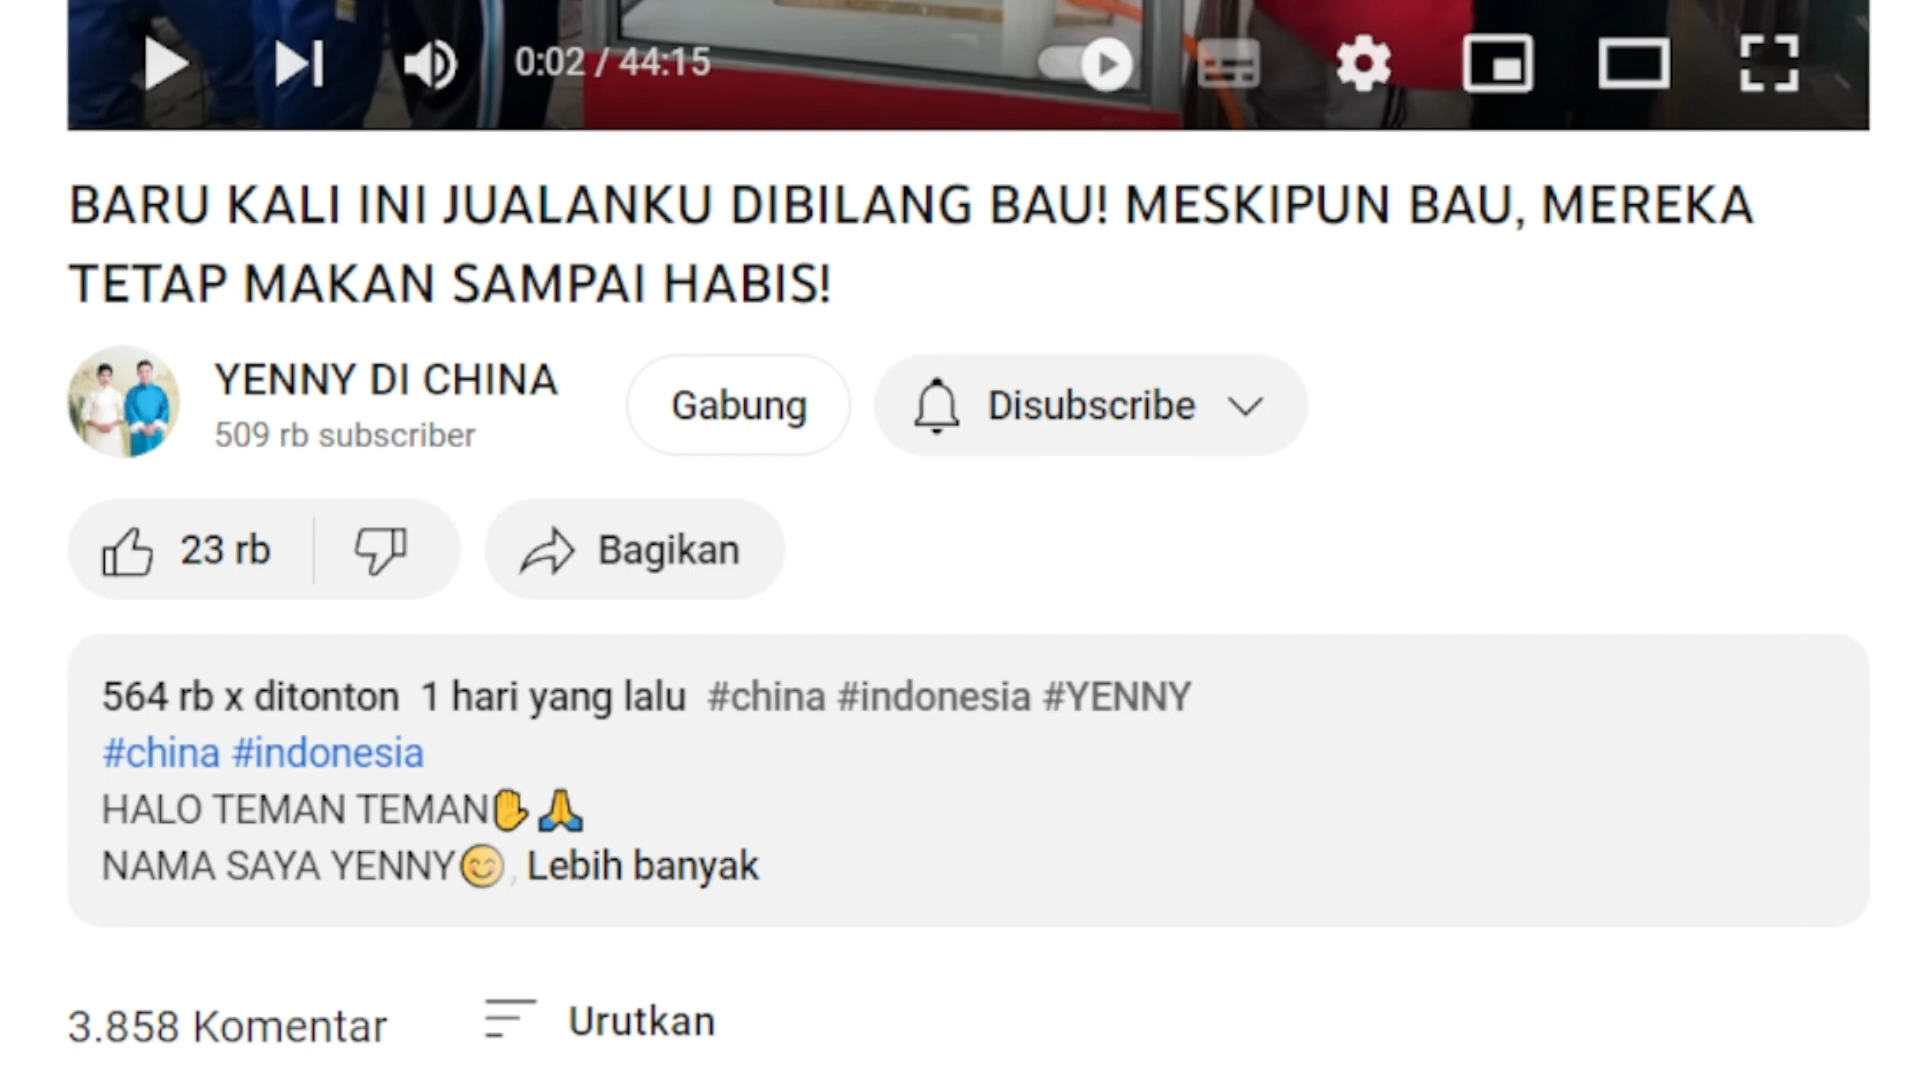 0:02 / 44:15
BARU KALI INI JUALANKU DIBILANG BAU! MESKIPUN BAU, MEREKA
TETAP MAKAN SAMPAI HABIS!
YENNY DI CHINA
509 rb subscriber
Gabung
Disubscribe
23 rb
Bagikan
564 rb x ditonton 1 hari yang lalu #china #indonesia #YENNY
#china #indonesia
HALO TEMAN TEMAN✋🙏
NAMA SAYA YENNY😊, Lebih banyak
3.858 Komentar
Urutkan